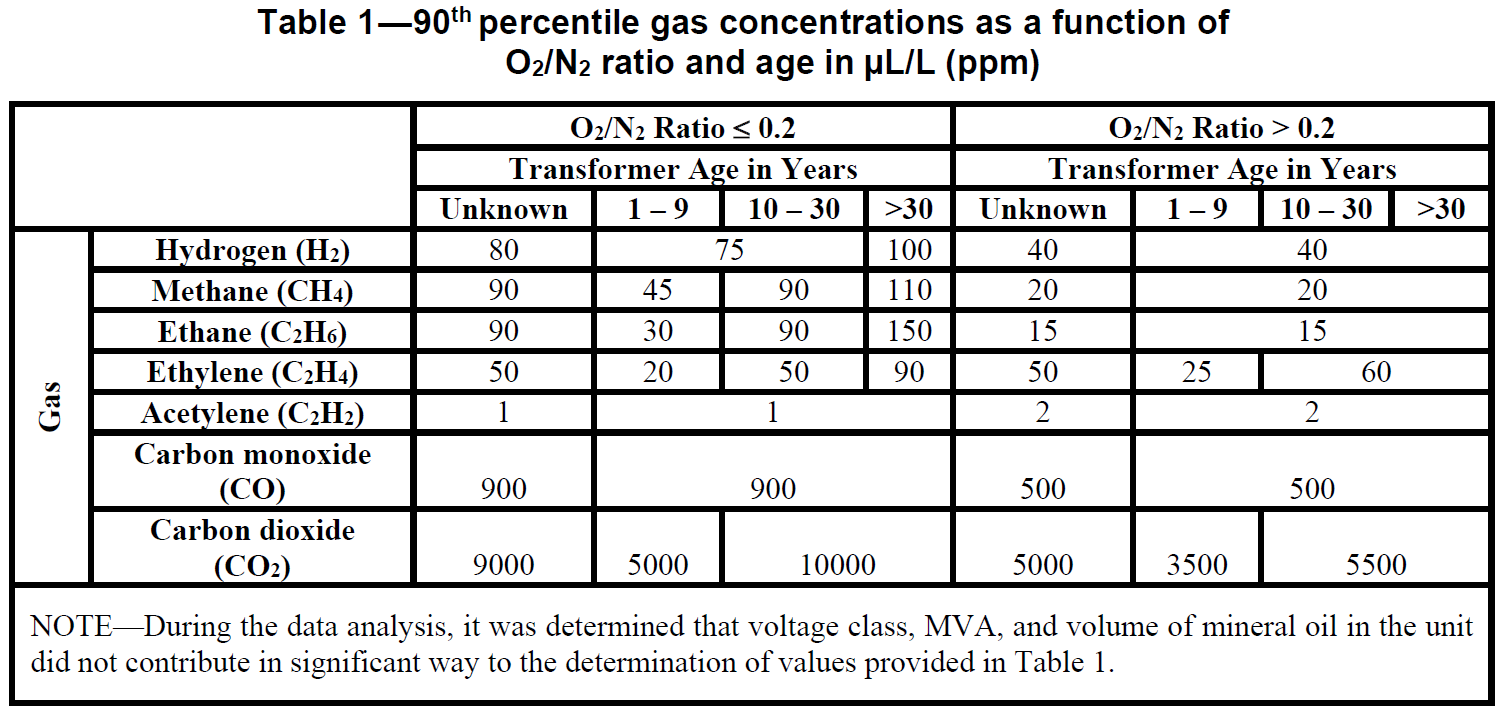 Table 1—90th percentile gas concentrations as a function of
O2/N2 ratio and age in µL/L (ppm)
O2/N2 Ratio ≤ 0.2 O2/N2 Ratio > 0.2
Transformer Age in Years Transformer Age in Years
Unknown 1 – 9 10 – 30 >30 Unknown 1 – 9 10 – 30 >30
Gas
Hydrogen (H2) 80 75 100 40 40
Methane (CH4) 90 45 90 110 20 20
Ethane (C2H6) 90 30 90 150 15 15
Ethylene (C2H4) 50 20 50 90 50 25 60
Acetylene (C2H2) 1 1 2 2
Carbon monoxide
(CO) 900 900 500 500
Carbon dioxide
(CO2) 9000 5000 10000 5000 3500 5500
NOTE—During the data analysis, it was determined that voltage class, MVA, and volume of mineral oil in the unit
did not contribute in significant way to the determination of values provided in Table 1.